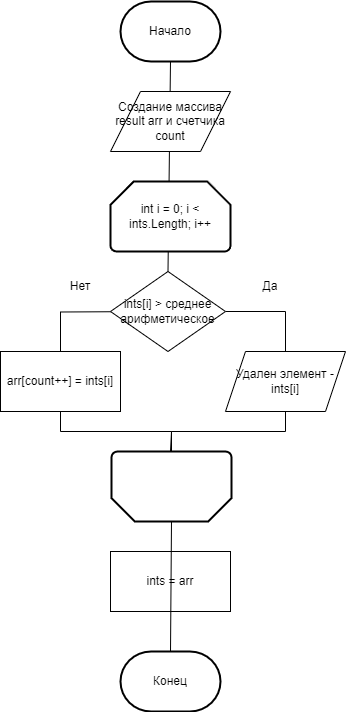 Начало
Создание массива
result arr и счетчика
count
int i = 0; i <
ints.Length; i++
Нет
Да
ints[i] > среднее
арифметическое
arr[count++] = ints[i]
Удален элемент -
ints[i]
ints = arr
Конец